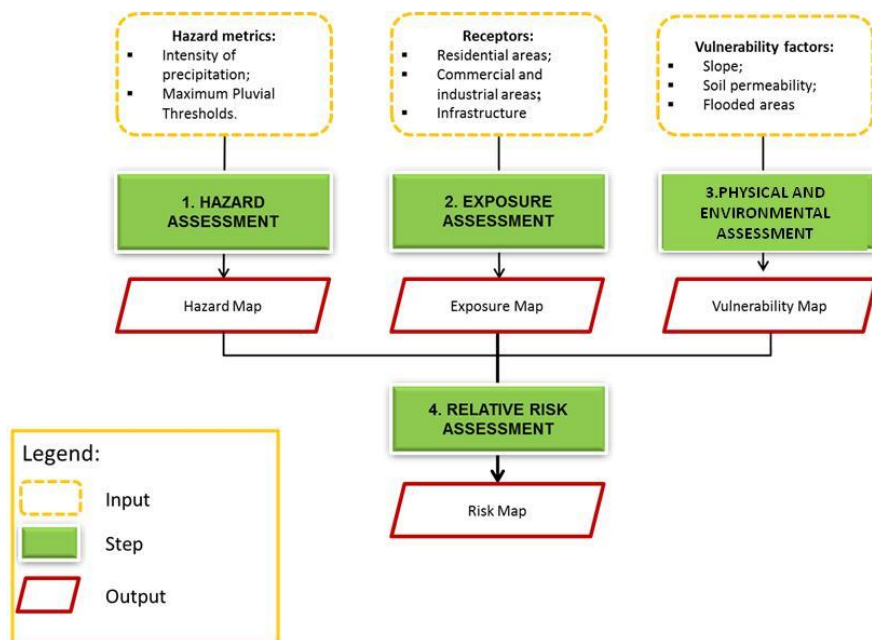 Hazard metrics:
▪ Intensity of
precipitation;
▪ Maximum Pluvial
Thresholds.
Receptors:
▪ Residential areas;
▪ Commercial and
industrial areas;
▪ Infrastructure
Vulnerability factors:
▪ Slope;
▪ Soil permeability;
▪ Flooded areas
1. HAZARD
ASSESSMENT
2. EXPOSURE
ASSESSMENT
3.PHYSICAL AND
ENVIRONMENTAL
ASSESSMENT
Hazard Map
Exposure Map
Vulnerability Map
4. RELATIVE RISK
ASSESSMENT
Risk Map
Legend:
Input
Step
Output